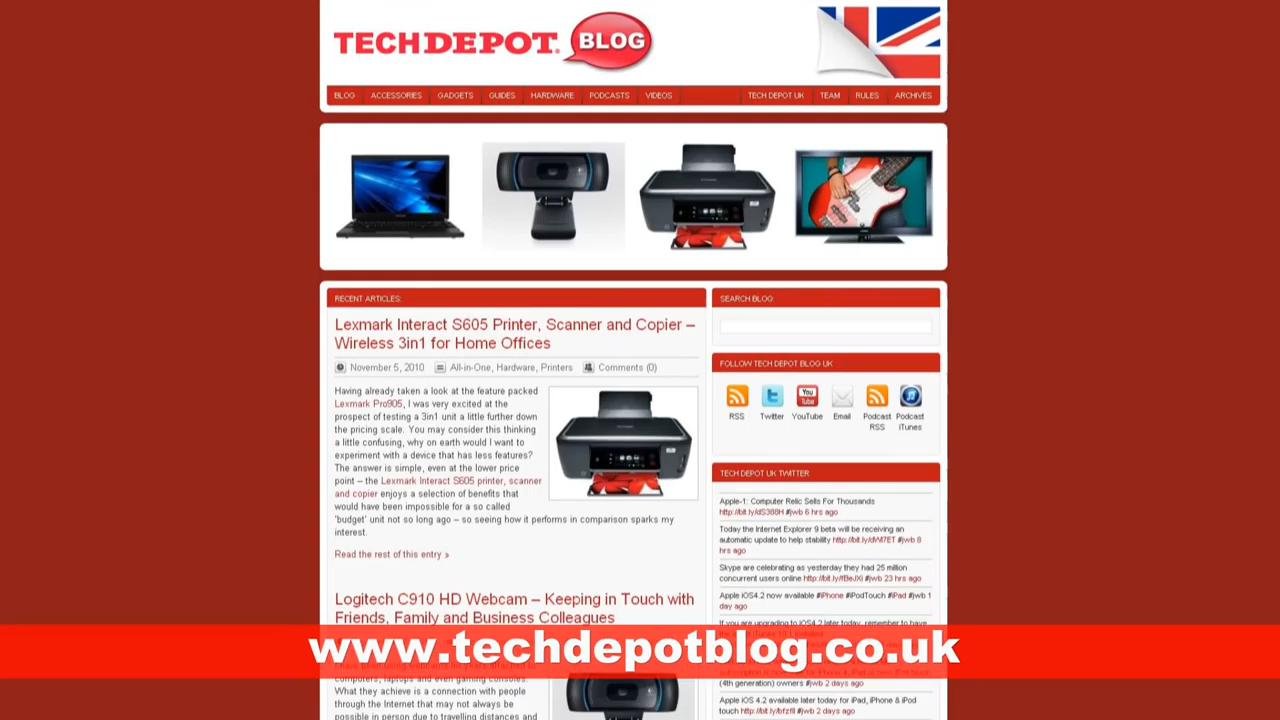 TECHDEPOT. BLOG
BLOG ACCESSORIES GADGETS GUIDES HARDWARE PODCASTS VIDEOS TECH DEPOT UK TEAM RULES ARCHIVES
RECENT ARTICLES:
Lexmark Interact S605 Printer, Scanner and Copier –
Wireless 3in1 for Home Offices
November 5, 2010 All-in-One, Hardware, Printers Comments (0)
Having already taken a look at the feature packed
Lexmark Pro905, I was very excited at the
prospect of testing a 3in1 unit a little further down
the pricing scale. You may consider this thinking
a little confusing, why on earth would I want to
experiment with a device that has less features?
The answer is simple, even at the lower price
point – the Lexmark Interact S605 printer, scanner
and copier enjoys a selection of benefits that
would have been impossible for a so called
'budget' unit not so long ago – so seeing how it performs in comparison sparks my
interest.
Read the rest of this entry »
Logitech C910 HD Webcam – Keeping in Touch with
Friends, Family and Business Colleagues
computers, laptops and even gaming consoles.
What they achieve is a connection with people
through the Internet that may not always be
possible in person due to travelling distances and
SEARCH BLOG:
FOLLOW TECH DEPOT BLOG UK
RSS Twitter YouTube Email Podcast RSS Podcast iTunes
TECH DEPOT UK TWITTER
Apple-1: Computer Relic Sells For Thousands
http://bit.ly/dS388H #jwb 6 hrs ago
Today the Internet Explorer 9 beta will be receiving an
automatic update to help stability http://bit.ly/dWl7ET #jwb 8
hrs ago
Skype are celebrating as yesterday they had 25 million
concurrent users online http://bit.ly/fBeJXi #jwb 23 hrs ago
Apple iOS4.2 now available #iPhone #iPodTouch #iPad #jwb 1
day ago
If you are upgrading to iOS4.2 later today, remember to have
(4th generation) owners #jwb 2 days ago
Apple iOS 4.2 available later today for iPad, iPhone & iPod
touch http://bit.ly/bfzfll #jwb 2 days ago
www.techdepotblog.co.uk